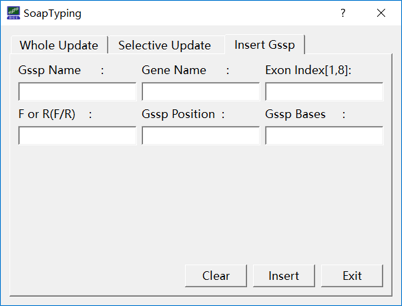 SoapTyping
Whole Update Selective Update Insert Gssp
Gssp Name : Gene Name : Exon Index[1,8]:
F or R(F/R) : Gssp Position : Gssp Bases :
Clear Insert Exit